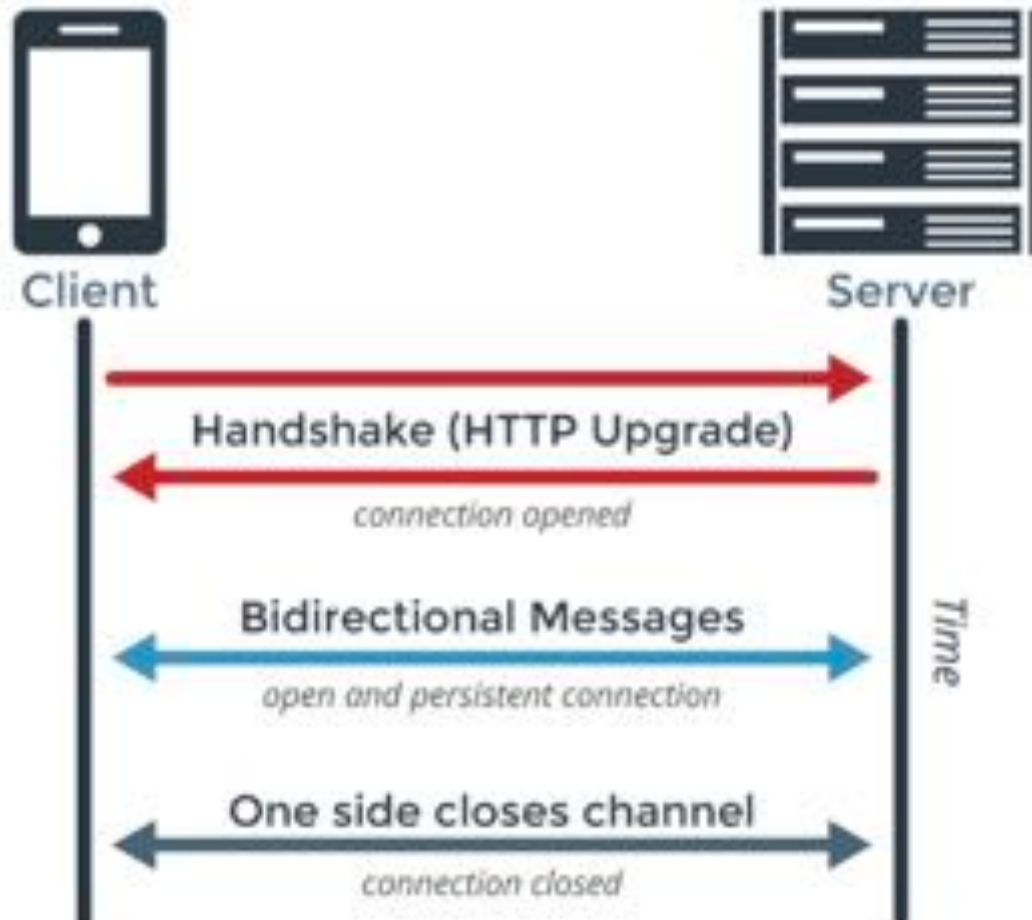 Client
Server
Handshake (HTTP Upgrade)
connection opened
Bidirectional Messages
open and persistent connection
Time
One side closes channel
connection closed